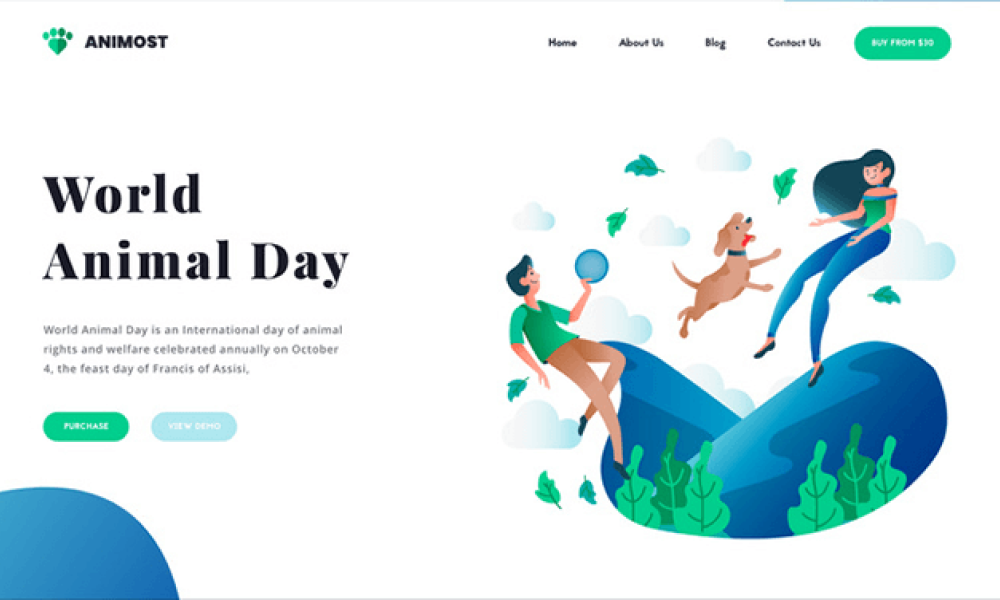 ANIMOST
Home
About Us
Blog
Contact Us
BUY FROM $30
World
Animal Day
World Animal Day is an International day of animal
rights and welfare celebrated annually on October
4, the feast day of Francis of Assisi,
PURCHASE
VIEW DEMO